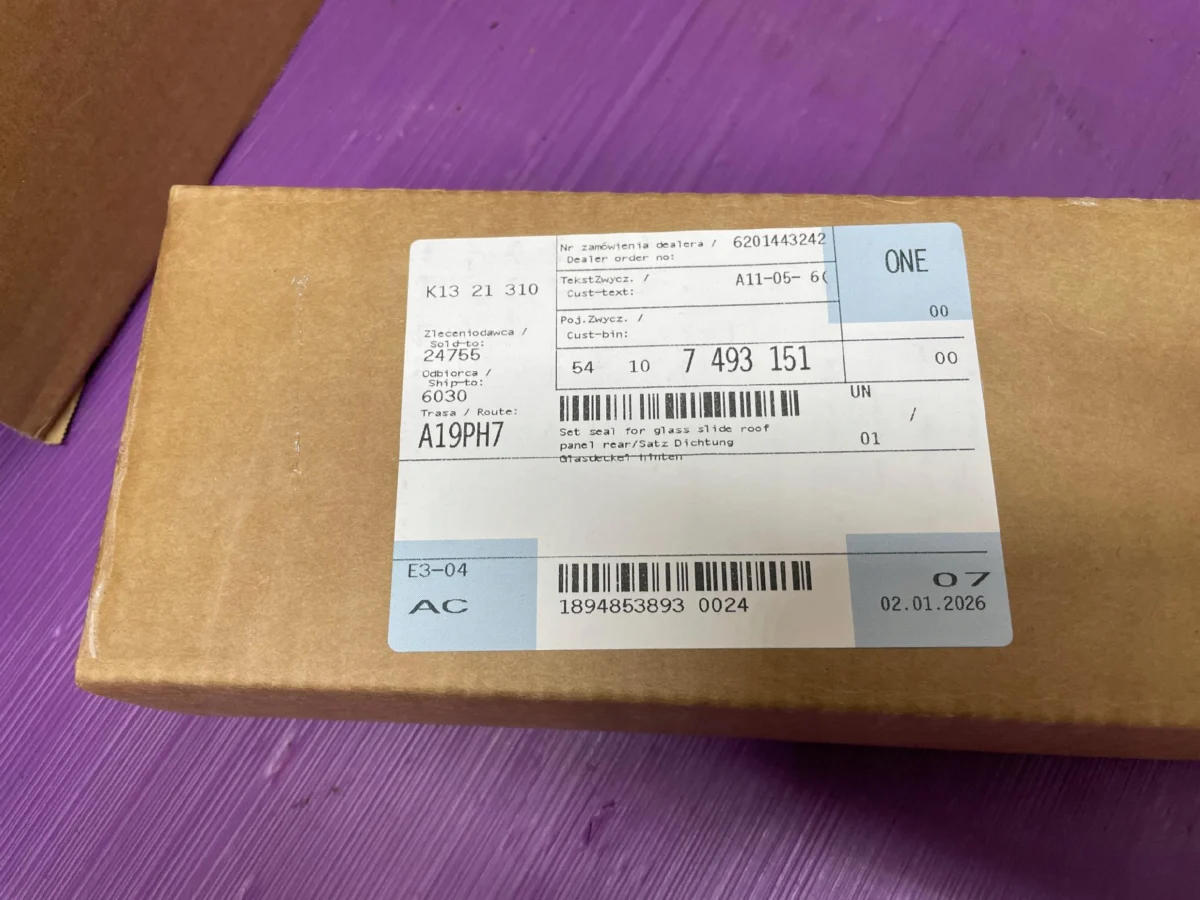 K13 21 310
Nr zamówienia dealera / 6201443242
Dealer order no:
TekstZwycz. / A11-05- 6
Cust-text:
Poj.Zwycz. /
Cust-bin:
ONE
00
Zleceniodawca /
Sold-to:
24755
Odbiorca /
Ship-to:
6030
Trasa / Route:
A19PH7
54 10 7 493 151
00
Set seal for glass slide roof
panel rear/Satz Dichtung
Glasdeckel hinten
UN
/
01
E3-04
AC
1894853893 0024
07
02.01.2026